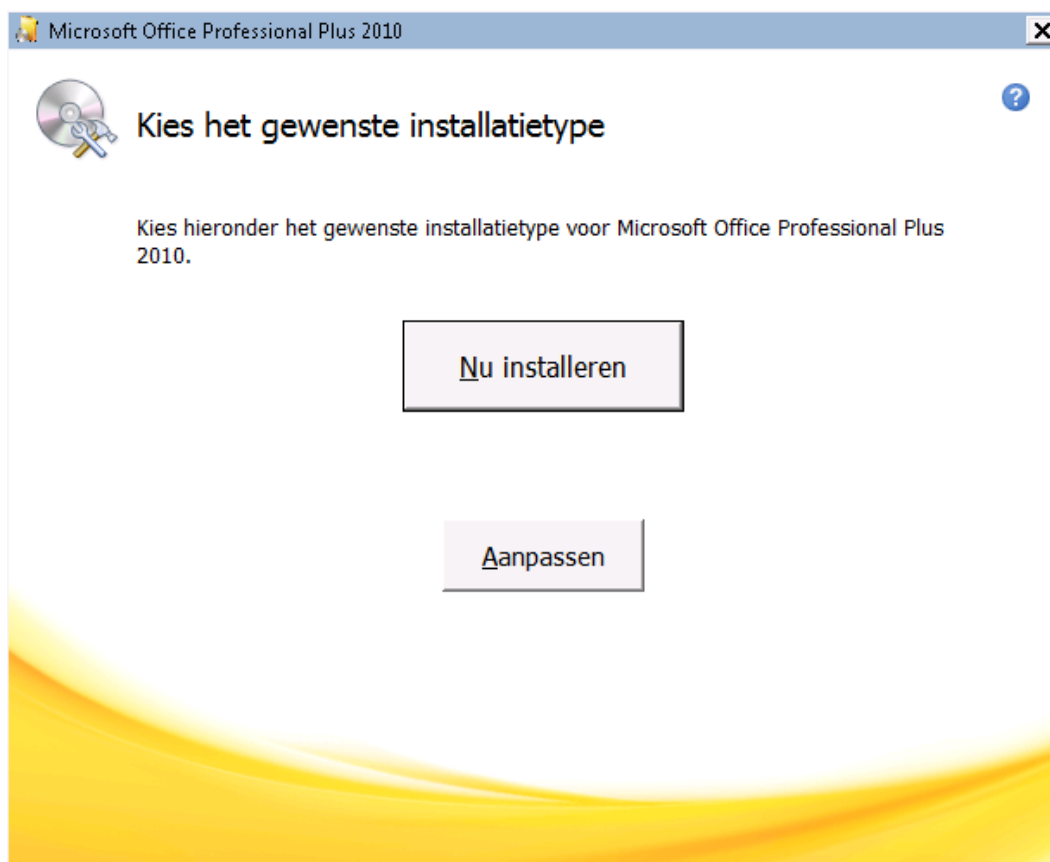 Microsoft Office Professional Plus 2010
Kies het gewenste installatietype
Kies hieronder het gewenste installatietype voor Microsoft Office Professional Plus
2010.
Nu installeren
Aanpassen